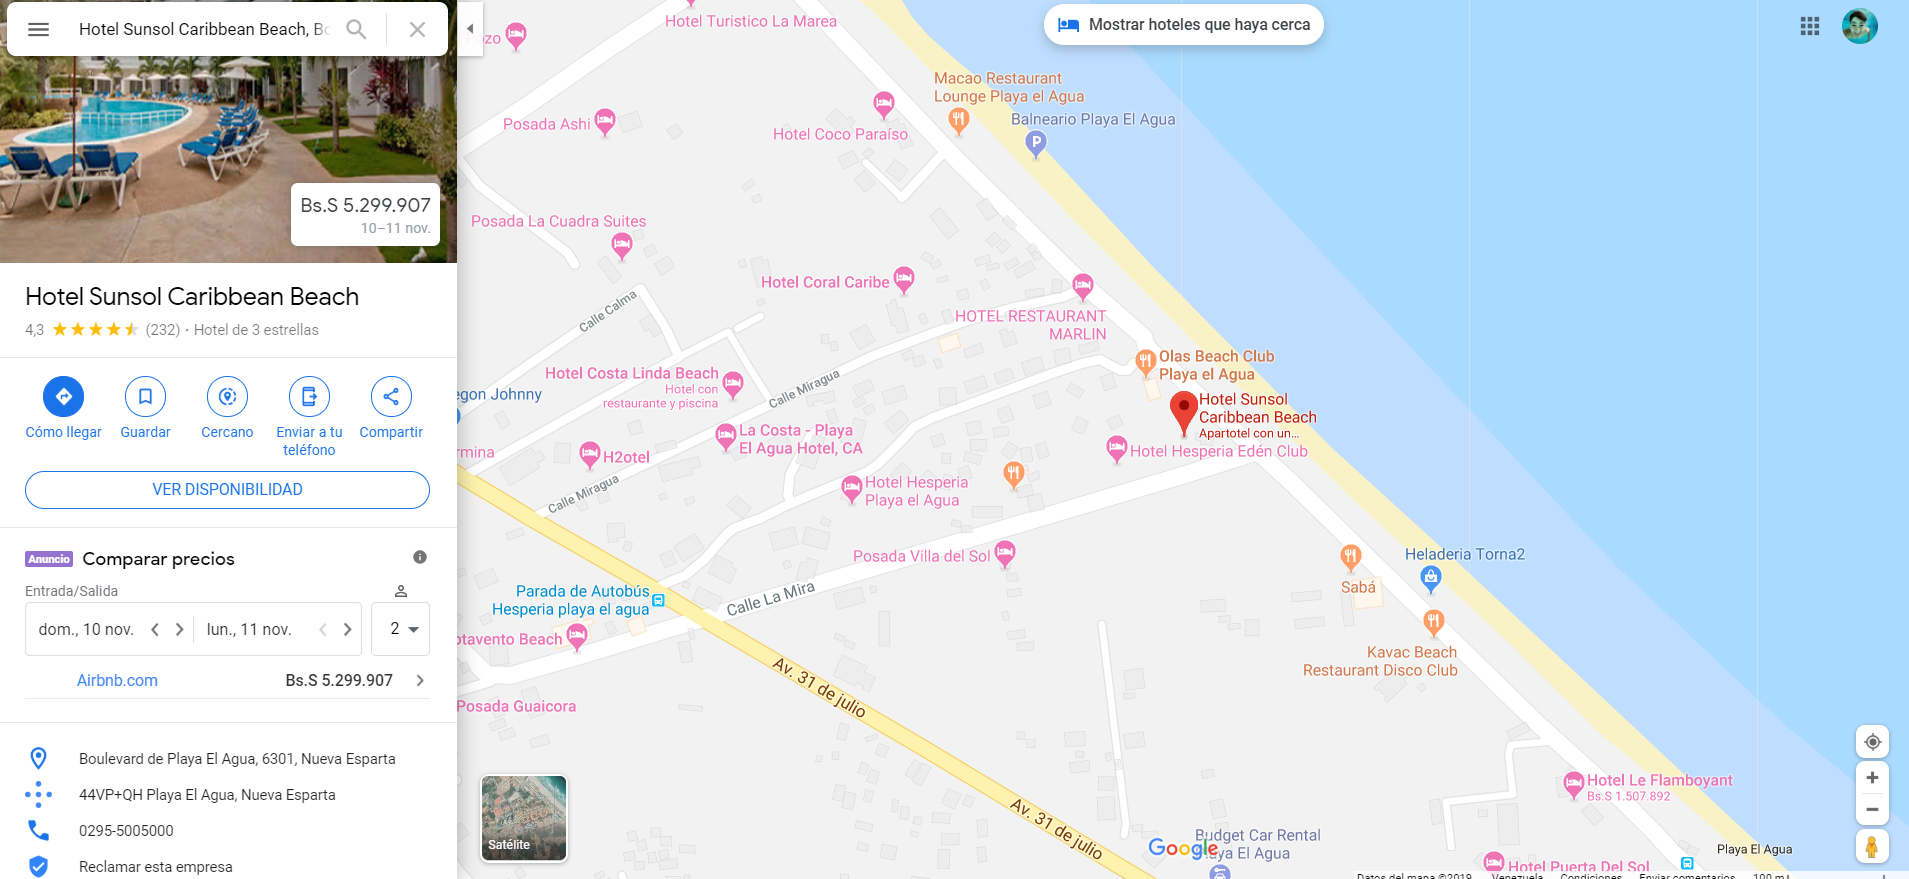 Hotel Sunsol Caribbean Beach, Bo
Bs.S 5.299.907
10–11 nov.
Hotel Sunsol Caribbean Beach
4,3 (232) · Hotel de 3 estrellas
Cómo llegar
Guardar
Cercano
Enviar a tu
teléfono
Compartir
VER DISPONIBILIDAD
Anuncio Comparar precios
Entrada/Salida
dom., 10 nov. lun., 11 nov. 2
Airbnb.com Bs.S 5.299.907
Boulevard de Playa El Agua, 6301, Nueva Esparta
44VP+QH Playa El Agua, Nueva Esparta
0295-5005000
Reclamar esta empresa
Mostrar hoteles que haya cerca
Hotel Turistico La Marea
ozo
Macao Restaurant
Lounge Playa el Agua
Balneario Playa El Agua
P
Posada Ashi
Hotel Coco Paraíso
Posada La Cuadra Suites
Hotel Coral Caribe
Calle Calma
HOTEL RESTAURANT
MARLIN
Olas Beach Club
Playa el Agua
Hotel Costa Linda Beach
Hotel con
restaurante y piscina
Calle Miragua
egon Johnny
Hotel Sunsol
Caribbean Beach
Apartotel con un...
La Costa - Playa
El Agua Hotel, CA
Hotel Hesperia Edén Club
rmina
H2otel
Calle Miragua
Hotel Hesperia
Playa el Agua
Posada Villa del Sol
Heladeria Torna2
Sabá
Parada de Autobús
Hesperia playa el agua
Calle La Mira
otavento Beach
Kavac Beach
Restaurant Disco Club
Av. 31 de julio
Posada Guaicora
Hotel Le Flamboyant
Bs.S 1.507.892
Av. 31 de julio
Budget Car Rental
Playa El Agua
Google
Satélite
Playa El Agua
Hotel Puerta Del Sol
Datos del mapa ©2019 Venezuela Condiciones Enviar comentarios 100 m